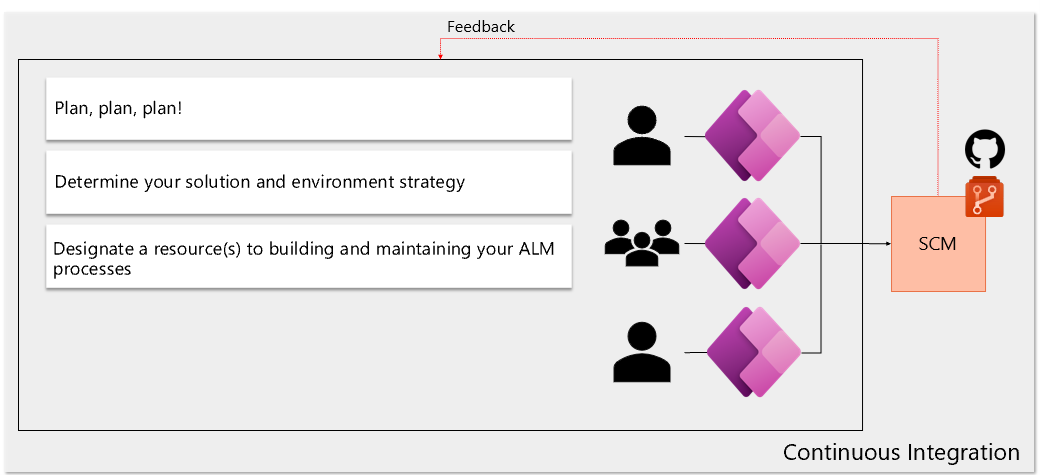 Feedback
Plan, plan, plan!
Determine your solution and environment strategy
Designate a resource(s) to building and maintaining your ALM
processes
SCM
Continuous Integration